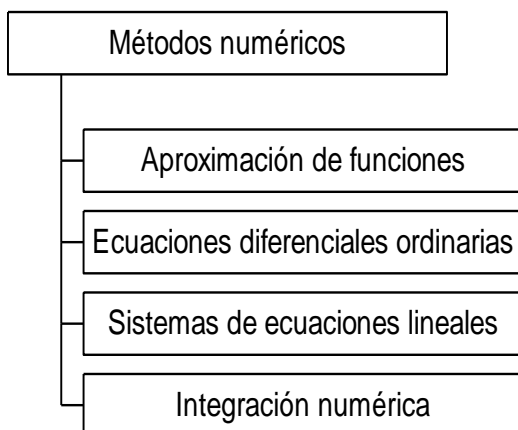 Métodos numéricos
Aproximación de funciones
Ecuaciones diferenciales ordinarias
Sistemas de ecuaciones lineales
Integración numérica